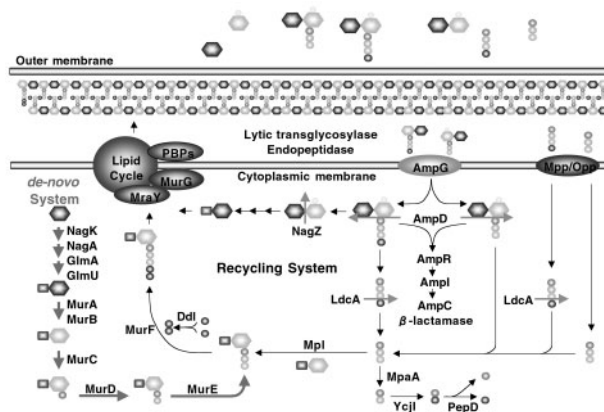 Outer membrane
Lytic transglycosylase
Endopeptidase
Lipid
Cycle
PBPs
MurG
MraY
Cytoplasmic membrane
AmpG
Mpp/Opp
de-novo
System
NagK
NagA
GlmA
GlmU
MurA
MurB
MurC
MurD
MurE
MurF
Ddl
NagZ
AmpD
AmpR
AmpI
AmpC
β-lactamase
Recycling System
LdcA
LdcA
Mpl
MpaA
YcjI
PepD